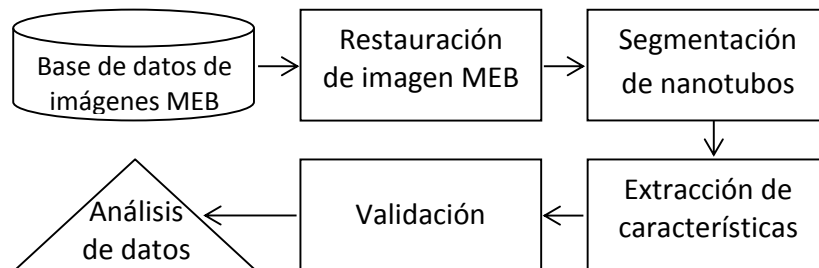 Base de datos de
imágenes MEB
Restauración
de imagen MEB
Segmentación
de nanotubos
Extracción de
características
Validación
Análisis
de datos